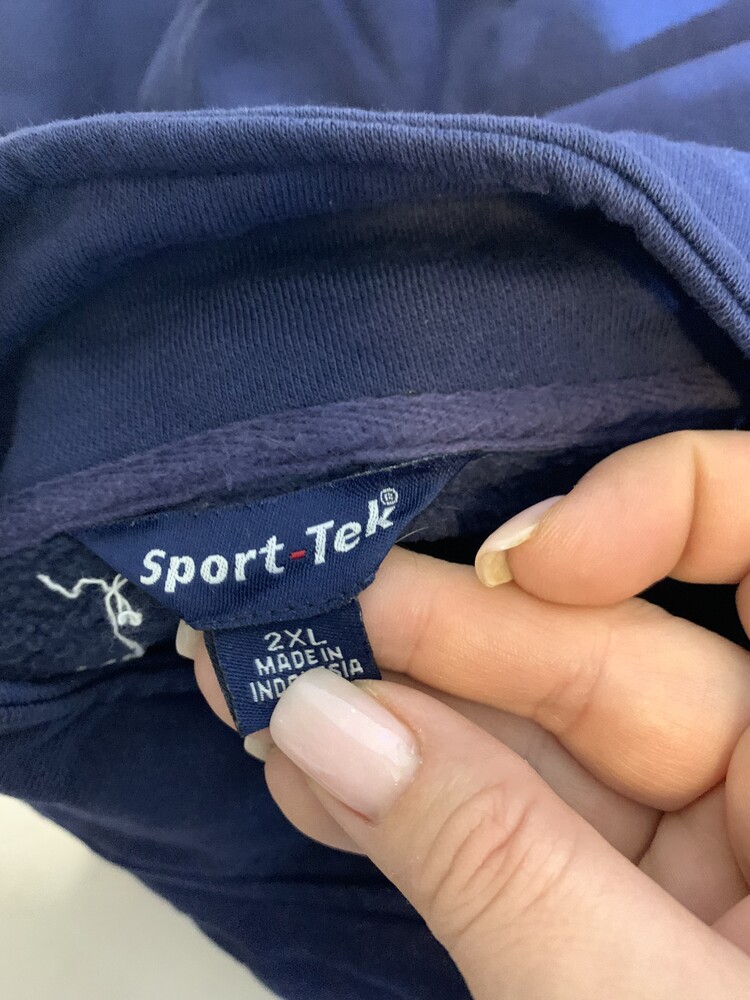 Sport-Tek®
2XL
MADE IN
INDONESIA